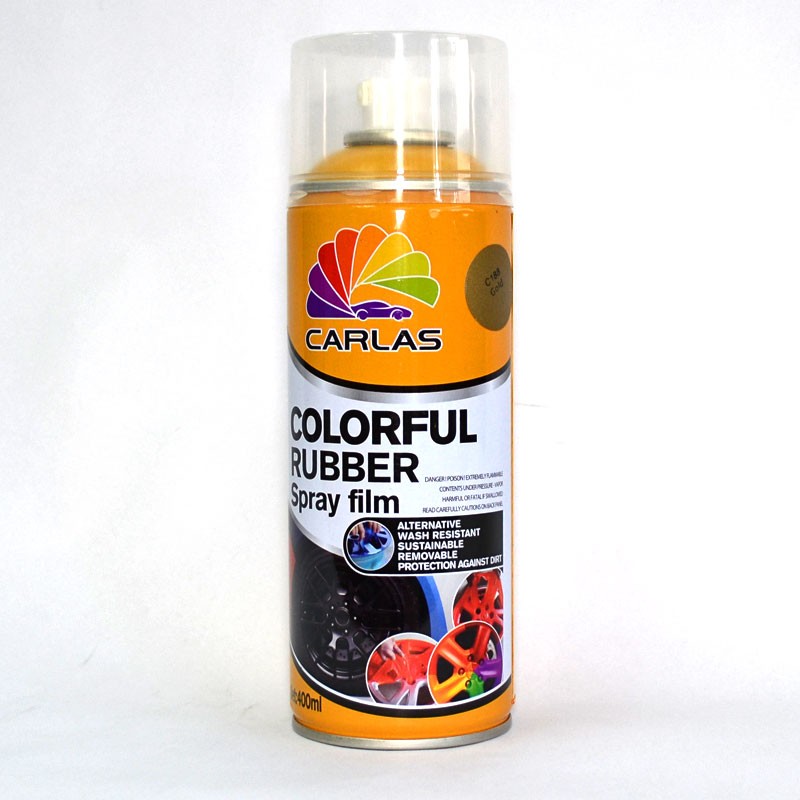 C188
Gold
CARLAS
COLORFUL
RUBBER
Spray film
DANGER! POISON! EXTREMELY FLAMMABLE
CONTENTS UNDER PRESSURE - VAPOR
HARMFUL OR FATAL IF SWALLOWED
READ CAREFULLY CAUTIONS ON BACK PANEL
ALTERNATIVE
WASH RESISTANT
SUSTAINABLE
REMOVABLE
PROTECTION AGAINST DIRT
400ml